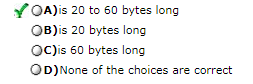 A)is 20 to 60 bytes long
B)is 20 bytes long
C)is 60 bytes long
D)None of the choices are correct